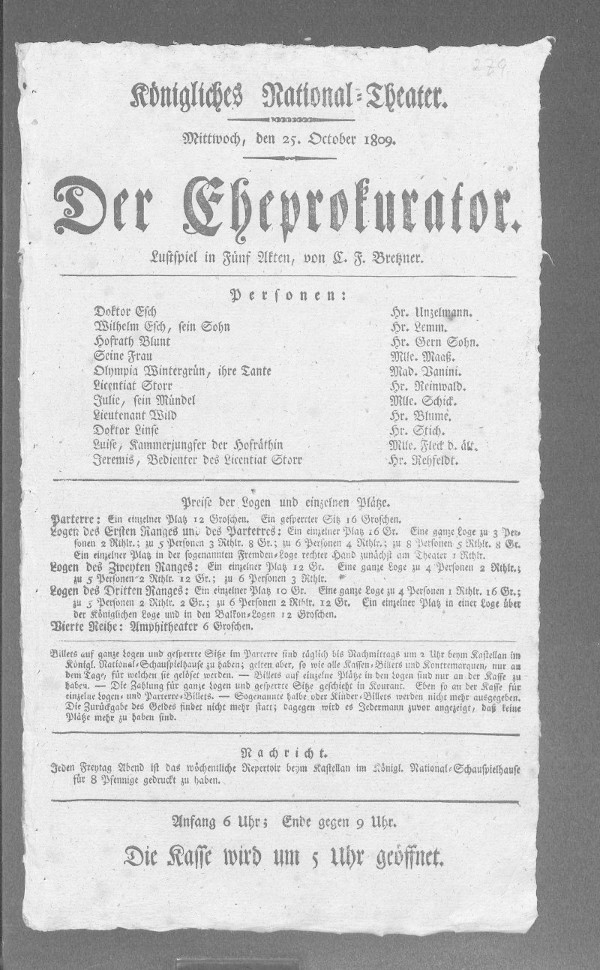 279
Königliches National-Theater.
Mittwoch, den 25. October 1809.
Der Eheprokurator.
Lustspiel in Fünf Akten, von C. F. Bretzner.
Personen:
Doktor Esch Hr. Unzelmann.
Wilhelm Esch, sein Sohn Hr. Lemm.
Hofrath Blunt Hr. Gern Sohn.
Seine Frau Mlle. Maaß.
Olympia Wintergrün, ihre Tante Mad. Vanini.
Licentiat Storr Hr. Reinwald.
Julie, sein Mündel Mlle. Schick.
Lieutenant Wild Hr. Blume.
Doktor Linse Hr. Stich.
Luise, Kammerjungfer der Hofräthin Mlle. Fleck d. ält.
Jeremis, Bedienter des Licentiat Storr Hr. Rehfeldt.
Preise der Logen und einzelnen Plätze.
Parterre: Ein einzelner Platz 12 Groschen. Ein gesperrter Sitz 16 Groschen.
Logen des Ersten Ranges und des Parterres: Ein einzelner Platz 16 Gr. Eine ganze Loge zu 3 Per-
sonen 2 Rthlr.; zu 5 Personen 3 Rthlr. 8 Gr.; zu 6 Personen 4 Rthlr.; zu 8 Personen 5 Rthlr. 8 Gr.
Ein einzelner Platz in der sogenannten Fremden-Loge rechter Hand zunächst am Theater 1 Rthlr.
Logen des Zweyten Ranges: Ein einzelner Platz 12 Gr. Eine ganze Loge zu 4 Personen 2 Rthlr.;
zu 5 Personen 2 Rthlr. 12 Gr.; zu 6 Personen 3 Rthlr.
Logen des Dritten Ranges: Ein einzelner Platz 10 Gr. Eine ganze Loge zu 4 Personen 1 Rthlr. 16 Gr.;
zu 5 Personen 2 Rthlr. 2 Gr.; zu 6 Personen 2 Rthlr. 12 Gr. Ein einzelner Platz in einer Loge über
der Königlichen Loge und in den Balkon-Logen 12 Groschen.
Vierte Reihe: Amphitheater 6 Groschen.
Billets auf ganze Logen und gesperrte Sitze im Parterre sind täglich bis Nachmittags um 2 Uhr beym Kastellan im
Königl. National-Schauspielhause zu haben; gelten aber, so wie alle Kassen-Billets und Kontremarquen, nur an
dem Tage, für welchen sie gelöset werden. — Billets auf einzelne Plätze in den Logen sind nur an der Kasse zu
haben. — Die Zahlung für ganze Logen und gesperrte Sitze geschieht in Kourant. Eben so an der Kasse für
einzelne Logen- und Parterre-Billets. — Sogenannte halbe oder Kinder-Billets werden nicht mehr ausgegeben.
Die Zurückgabe des Geldes findet nicht mehr statt; dagegen wird es Jedermann zuvor angezeigt, daß keine
Plätze mehr zu haben sind.
Nachricht.
Jeden Freytag Abend ist das wöchentliche Repertoir beym Kastellan im Königl. National-Schauspielhause
für 8 Pfennige gedruckt zu haben.
Anfang 6 Uhr; Ende gegen 9 Uhr.
Die Kasse wird um 5 Uhr geöffnet.